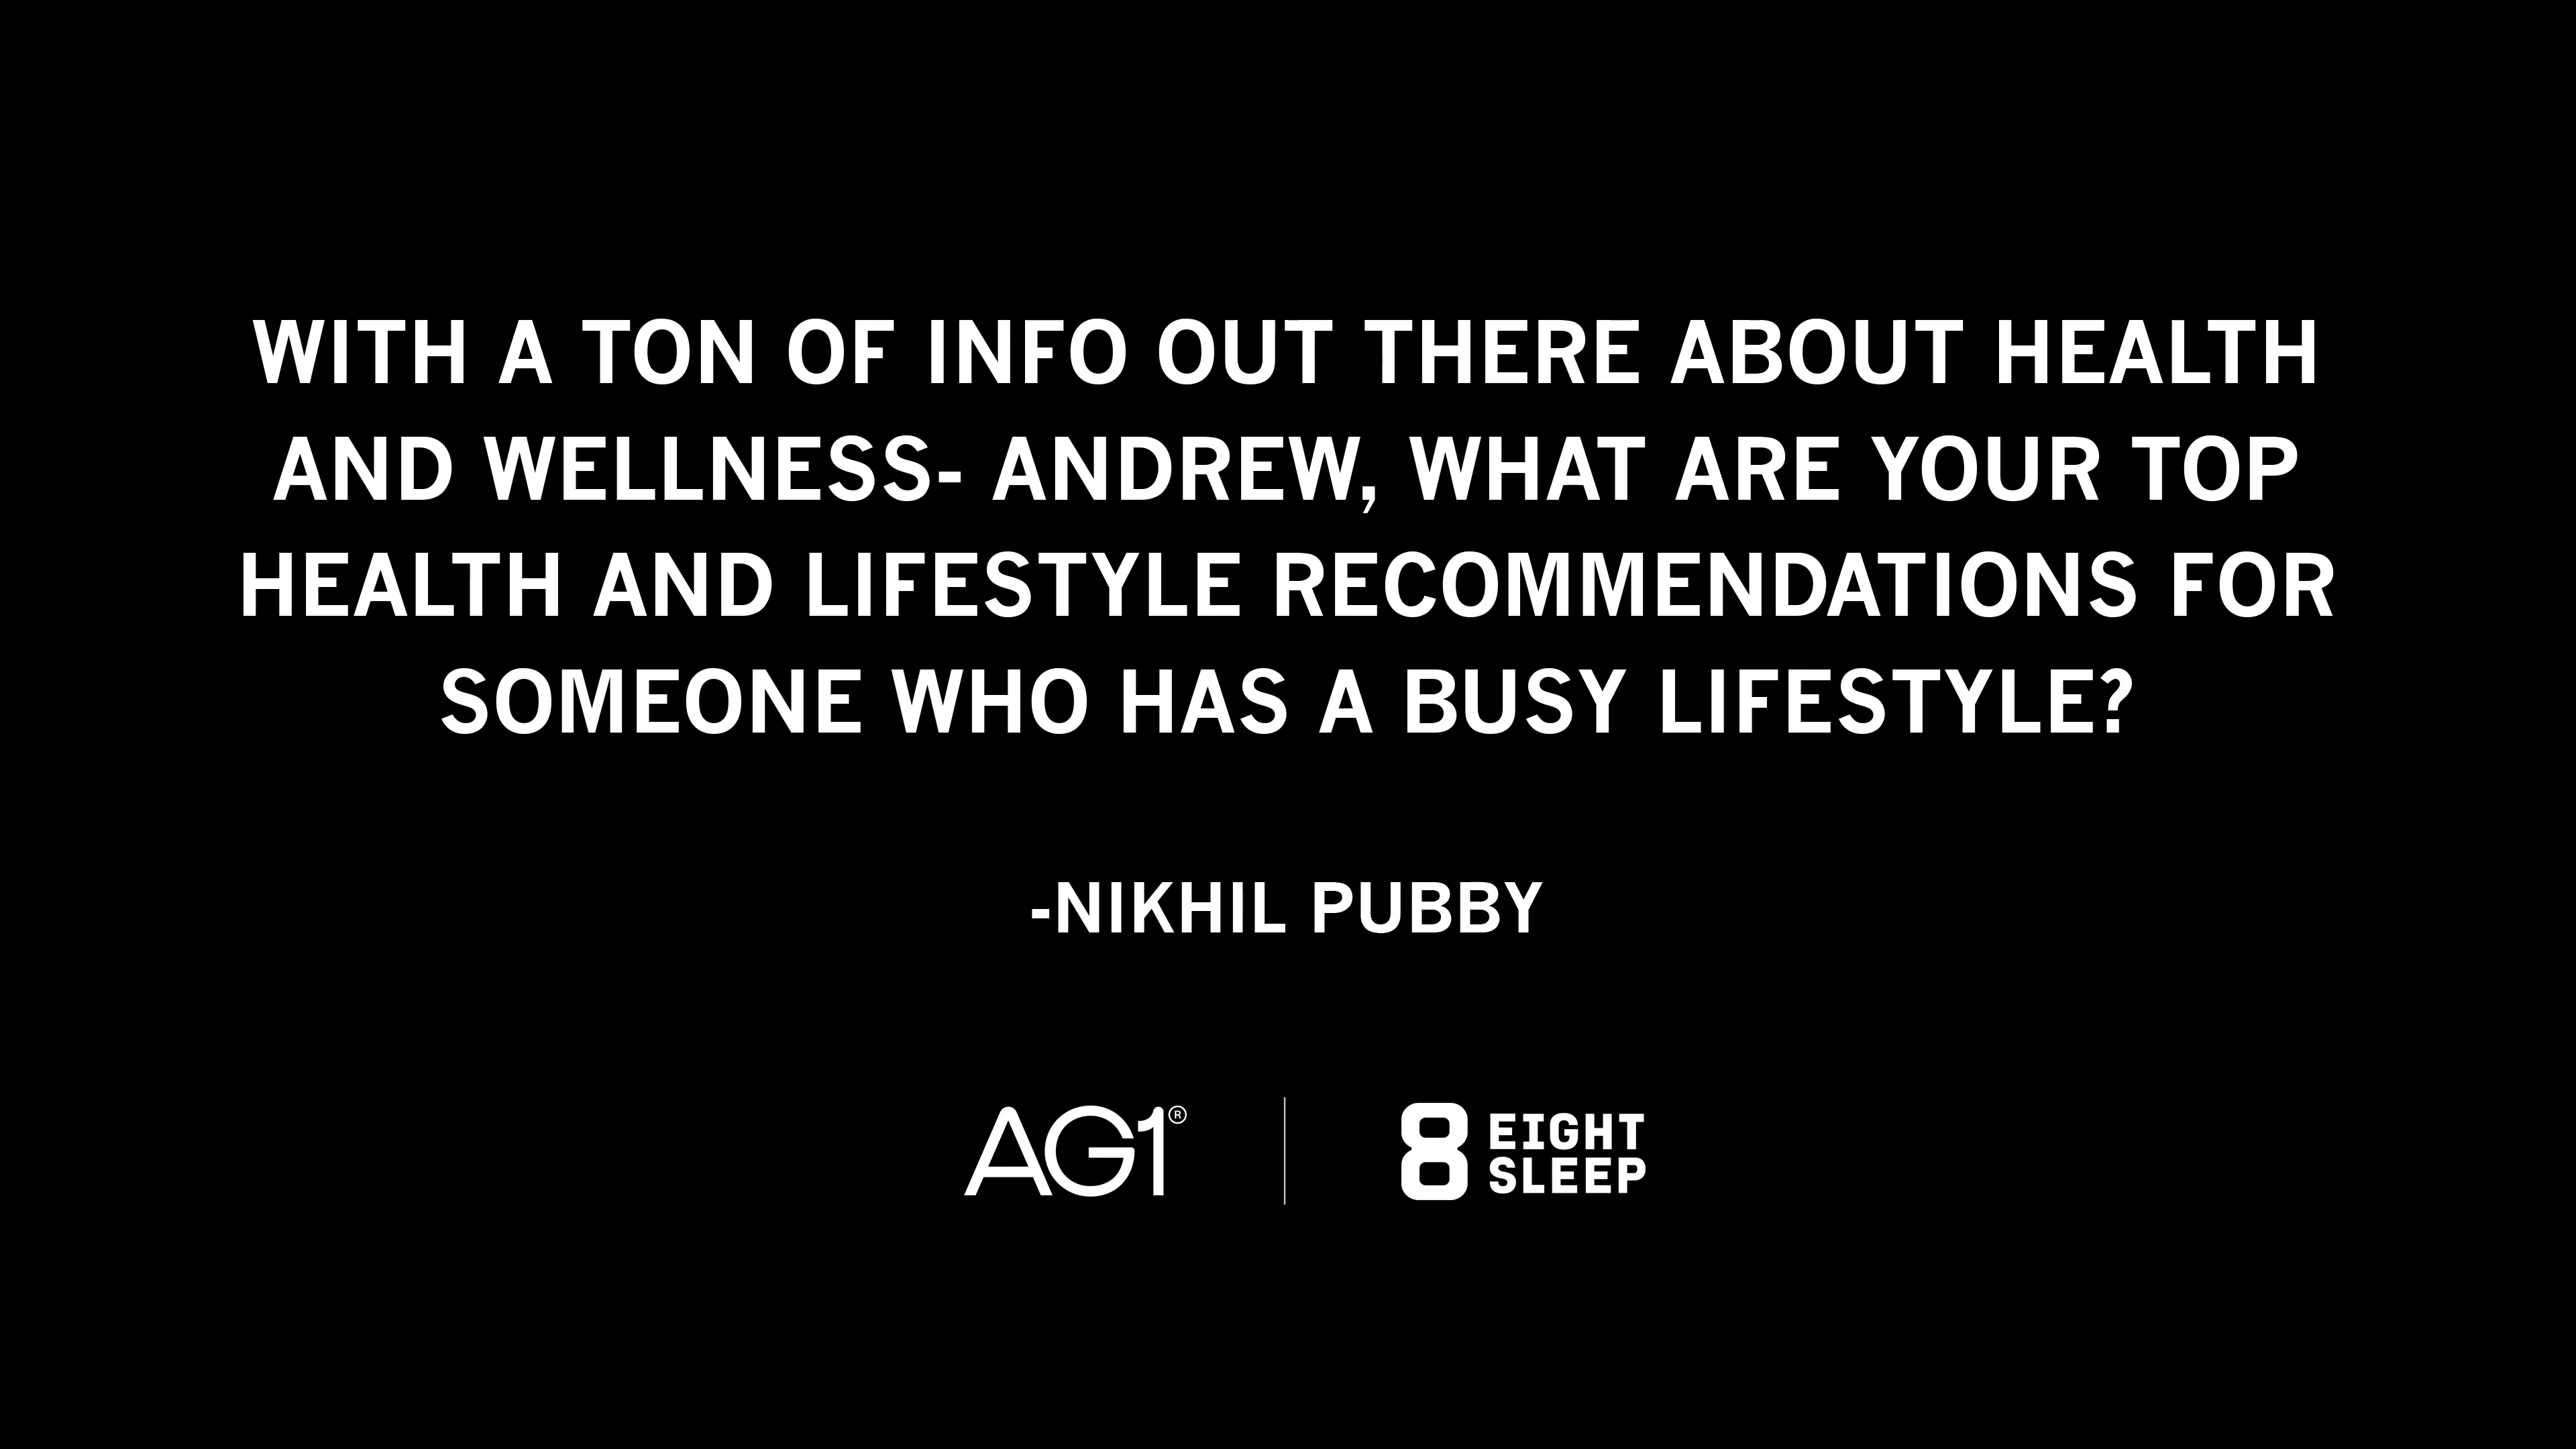 WITH A TON OF INFO OUT THERE ABOUT HEALTH
AND WELLNESS- ANDREW, WHAT ARE YOUR TOP
HEALTH AND LIFESTYLE RECOMMENDATIONS FOR
SOMEONE WHO HAS A BUSY LIFESTYLE?
-NIKHIL PUBBY
AG1®
8 EIGHT
SLEEP